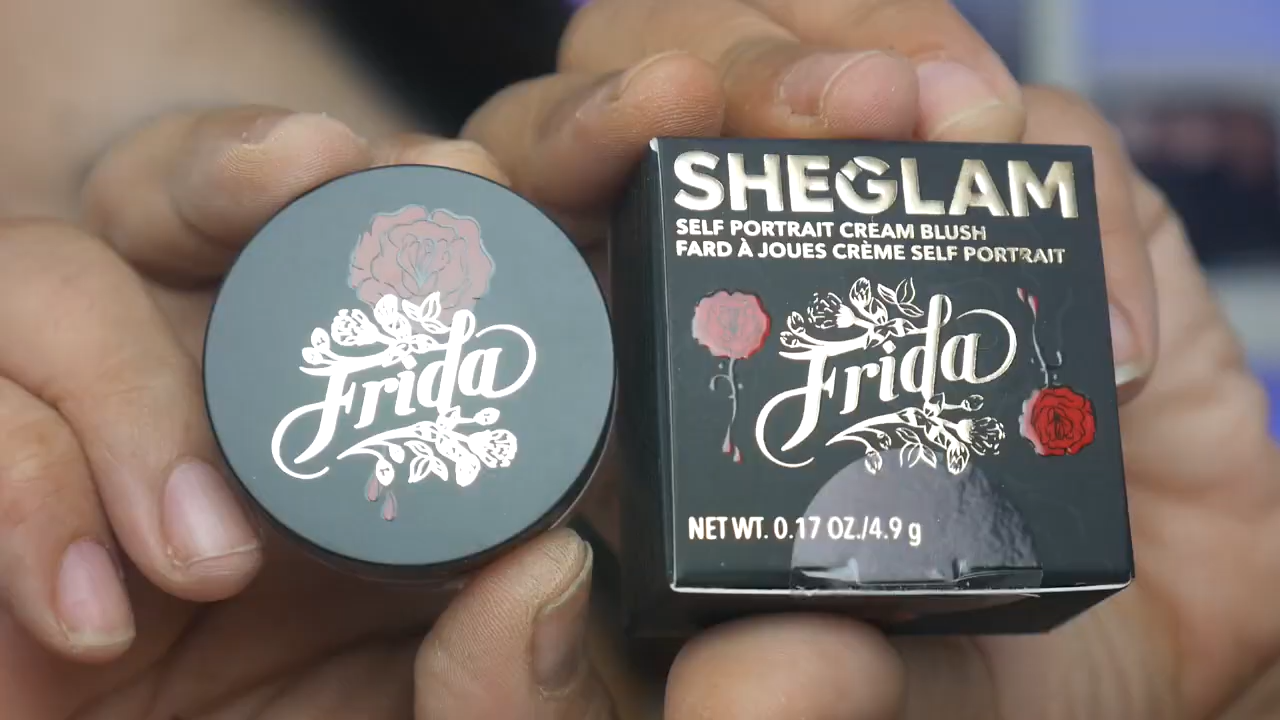 Frida
SHEGLAM
SELF PORTRAIT CREAM BLUSH
FARD À JOUES CRÈME SELF PORTRAIT
Frida
NET WT. 0.17 OZ./4.9 g